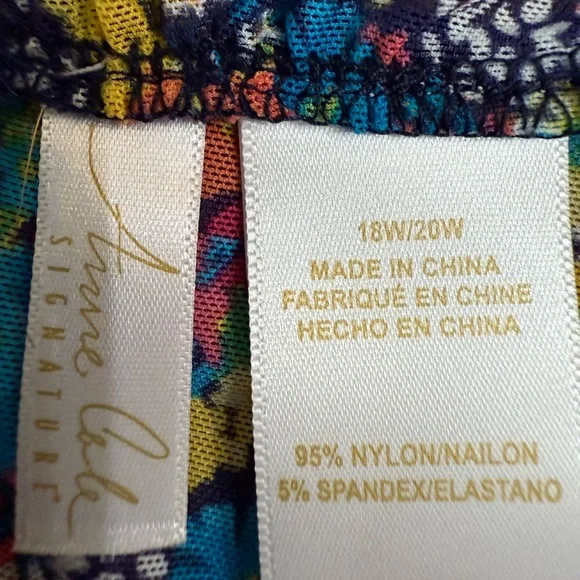 Anne Cole
SIGNATURE
18W/20W
MADE IN CHINA
FABRIQUÉ EN CHINE
HECHO EN CHINA
95% NYLON/NAILON
5% SPANDEX/ELASTANO